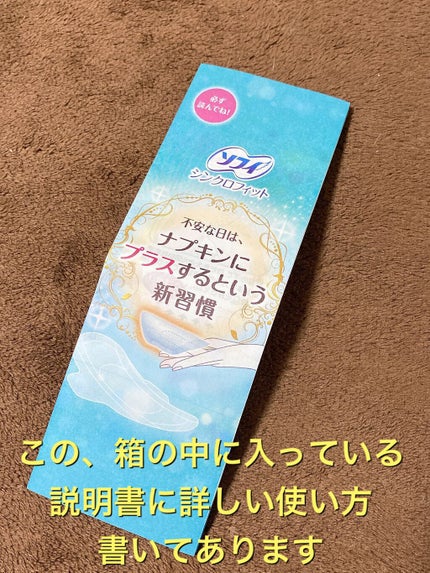 必ず
読んでね!
ソフィ
シンクロフィット
不安な日は、
ナプキンに
プラスするという
新習慣
この、箱の中に入っている
説明書に詳しい使い方
書いてあります